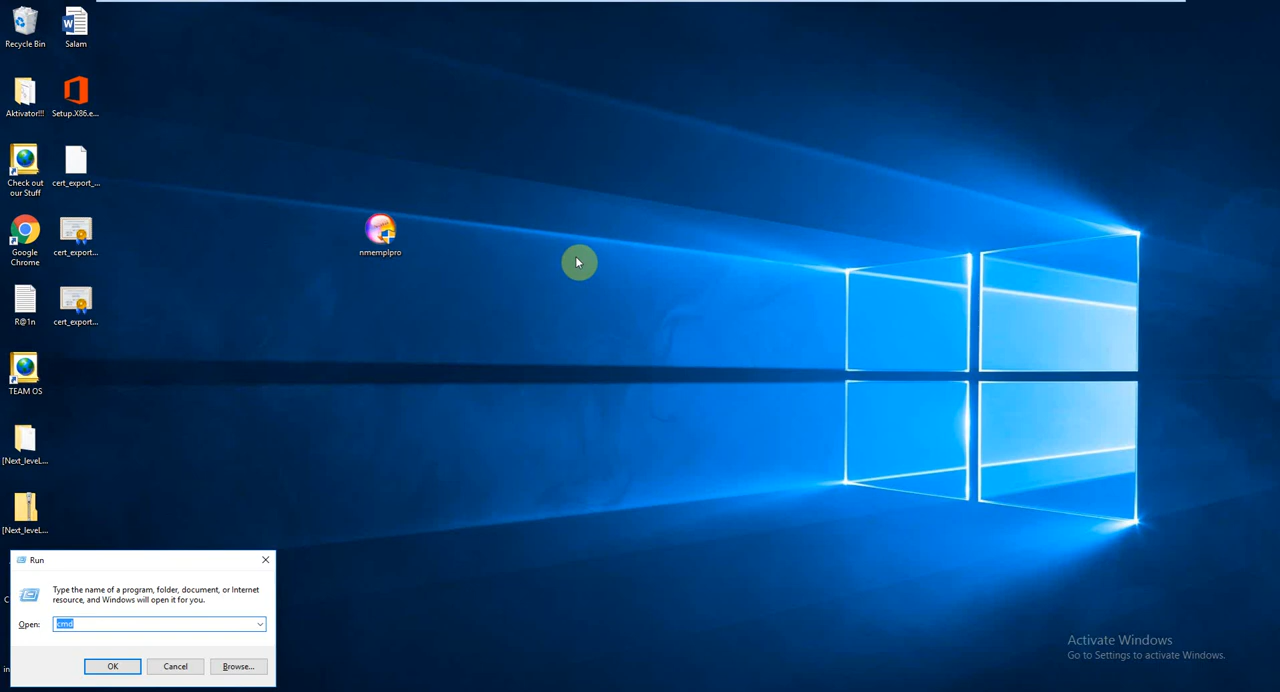 Recycle Bin
Salam
Aktivator!!!
Setup.X86.e...
Check out
our Stuff
cert_export_...
Google
Chrome
cert_export...
nmemplpro
R@1n
cert_export...
TEAM OS
[Next_leveL...
[Next_leveL...
Run
Type the name of a program, folder, document, or Internet
resource, and Windows will open it for you.
Open:
cmd
OK
Cancel
Browse...
Activate Windows
Go to Settings to activate Windows.